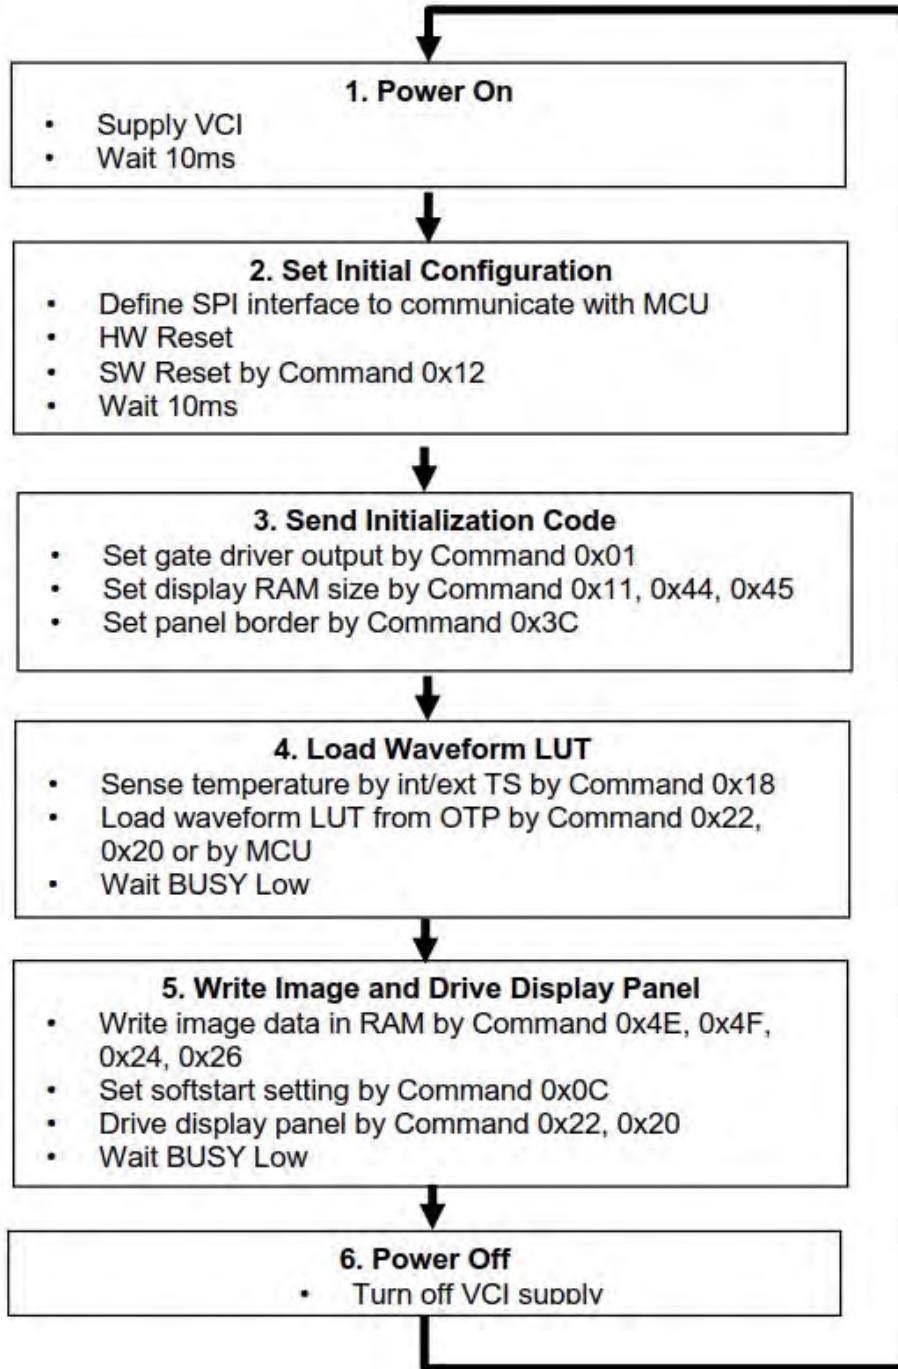 1. Power On
• Supply VCI
• Wait 10ms
2. Set Initial Configuration
• Define SPI interface to communicate with MCU
• HW Reset
• SW Reset by Command 0x12
• Wait 10ms
3. Send Initialization Code
• Set gate driver output by Command 0x01
• Set display RAM size by Command 0x11, 0x44, 0x45
• Set panel border by Command 0x3C
4. Load Waveform LUT
• Sense temperature by int/ext TS by Command 0x18
• Load waveform LUT from OTP by Command 0x22,
0x20 or by MCU
• Wait BUSY Low
5. Write Image and Drive Display Panel
• Write image data in RAM by Command 0x4E, 0x4F,
0x24, 0x26
• Set softstart setting by Command 0x0C
• Drive display panel by Command 0x22, 0x20
• Wait BUSY Low
6. Power Off
• Turn off VCI supply